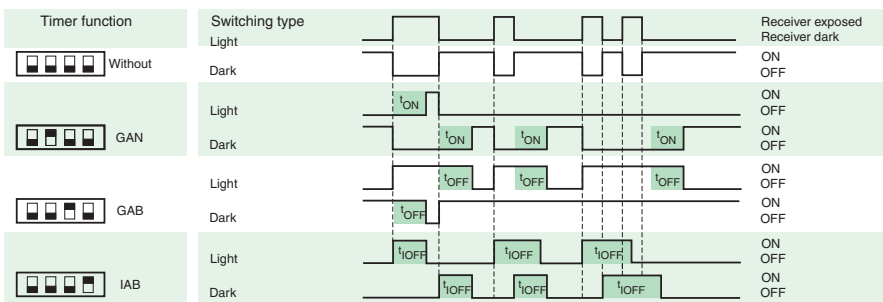 Timer function Switching type Receiver exposed
Light Receiver dark
Without Dark ON
OFF
Light tON ON
OFF
GAN Dark tON tON tON ON
OFF
Light tOFF tOFF tOFF ON
OFF
GAB Dark tOFF ON
OFF
Light tIOFF tIOFF tIOFF ON
OFF
IAB Dark tIOFF tIOFF tIOFF ON
OFF